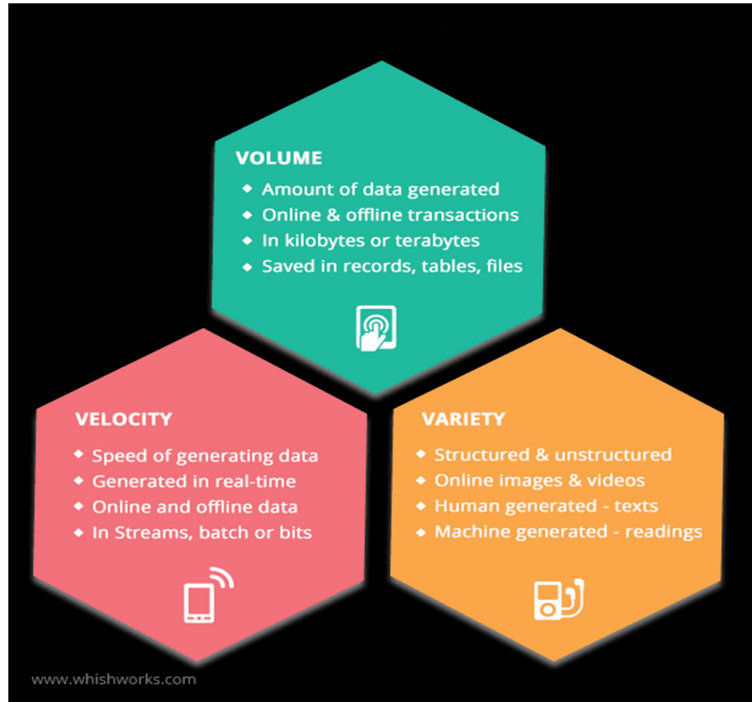 VOLUME
Amount of data generated
Online & offline transactions
In kilobytes or terabytes
Saved in records, tables, files
VELOCITY
Speed of generating data
Generated in real-time
Online and offline data
In Streams, batch or bits
VARIETY
Structured & unstructured
Online images & videos
Human generated - texts
Machine generated - readings
www.whishworks.com